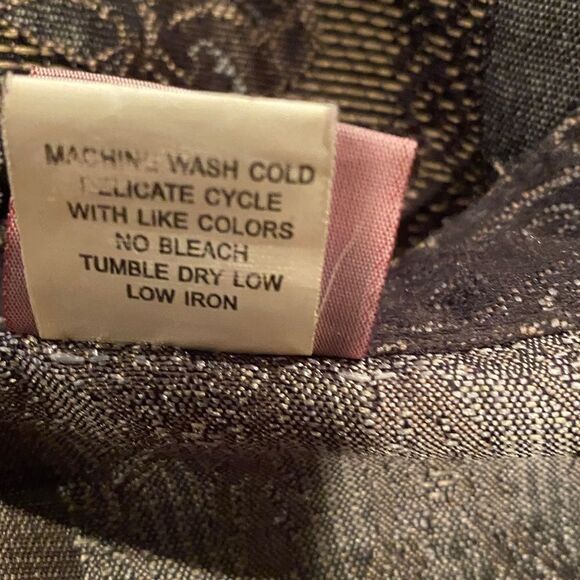 MACHINE WASH COLD
DELICATE CYCLE
WITH LIKE COLORS
NO BLEACH
TUMBLE DRY LOW
LOW IRON